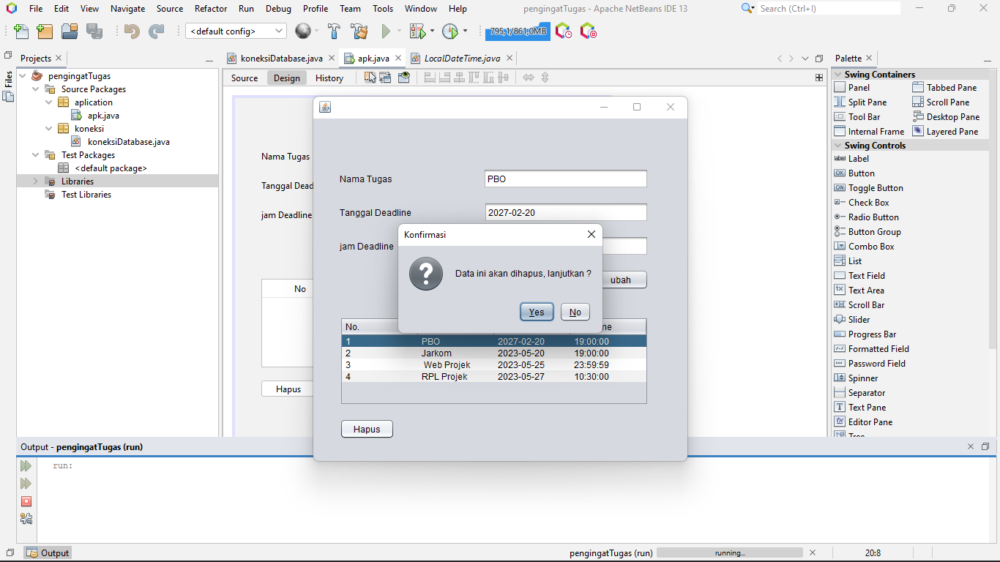 File Edit View Navigate Source Refactor Run Debug Profile Team Tools Window Help
pengingatTugas - Apache NetBeans IDE 13
Search (Ctrl+I)
<default config>
795,1/861,0MB
Files
Projects
pengingatTugas
Source Packages
aplication
apk.java
koneksi
koneksiDatabase.java
Test Packages
<default package>
Libraries
Test Libraries
koneksiDatabase.java apk.java LocalDateTime.java
Source Design History
Nama Tugas
Tanggal Dead
jam Deadline
No
Hapus
Nama Tugas PBO
Tanggal Deadline 2027-02-20
jam Deadline
ubah
Konfirmasi
Data ini akan dihapus, lanjutkan ?
Yes No
No.
1 PBO 2027-02-20 19:00:00
2 Jarkom 2023-05-20 19:00:00
3 Web Projek 2023-05-25 23:59:59
4 RPL Projek 2023-05-27 10:30:00
Hapus
Palette
Swing Containers
Panel Tabbed Pane
Split Pane Scroll Pane
Tool Bar Desktop Pane
Internal Frame Layered Pane
Swing Controls
label Label
OK Button
ON Toggle Button
Check Box
Radio Button
Button Group
Combo Box
List
Text Field
Text Area
Scroll Bar
Slider
Progress Bar
Formatted Field
Password Field
Spinner
Separator
Text Pane
Editor Pane
Tree
Output - pengingatTugas (run)
run:
Output
pengingatTugas (run) running... 20:8